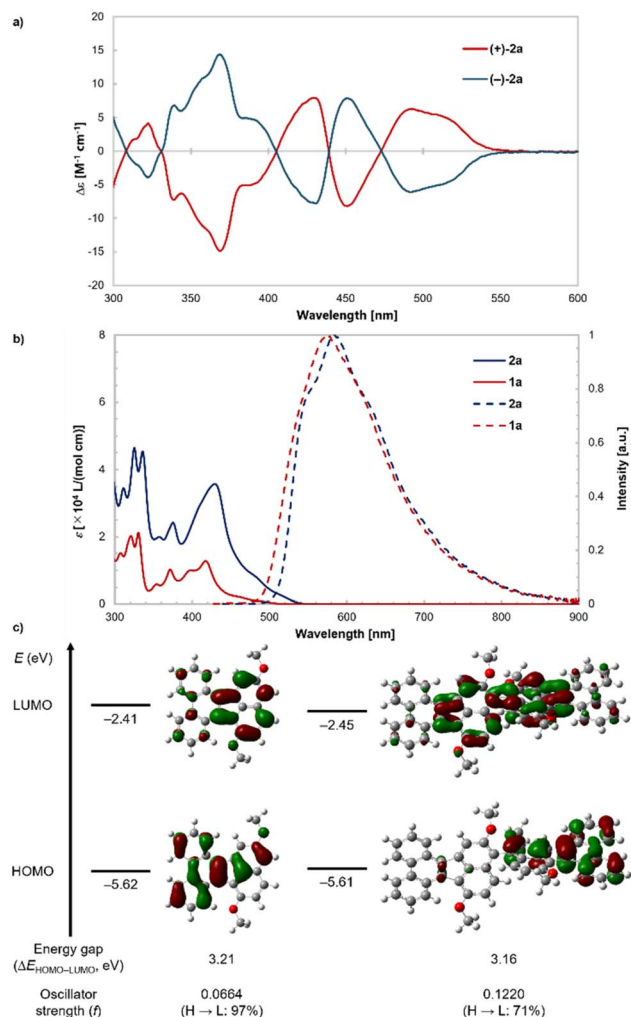 a)
20
15
10
5
0
-5
-10
-15
-20
Δε [M⁻¹ cm⁻¹]
(+)-2a
(–)-2a
300 350 400 450 500 550 600
Wavelength [nm]
b)
8
6
4
2
0
ε [ ×10⁴ L/(mol cm)]
2a
1a
2a
1a
1
0.8
0.6
0.4
0.2
0
Intensity [a.u.]
300 400 500 600 700 800 900
Wavelength [nm]
c)
E (eV)
LUMO
–2.41
–2.45
HOMO
–5.62
–5.61
Energy gap
(ΔE HOMO–LUMO, eV)
3.21
3.16
Oscillator
strength (f)
0.0664
(H → L: 97%)
0.1220
(H → L: 71%)